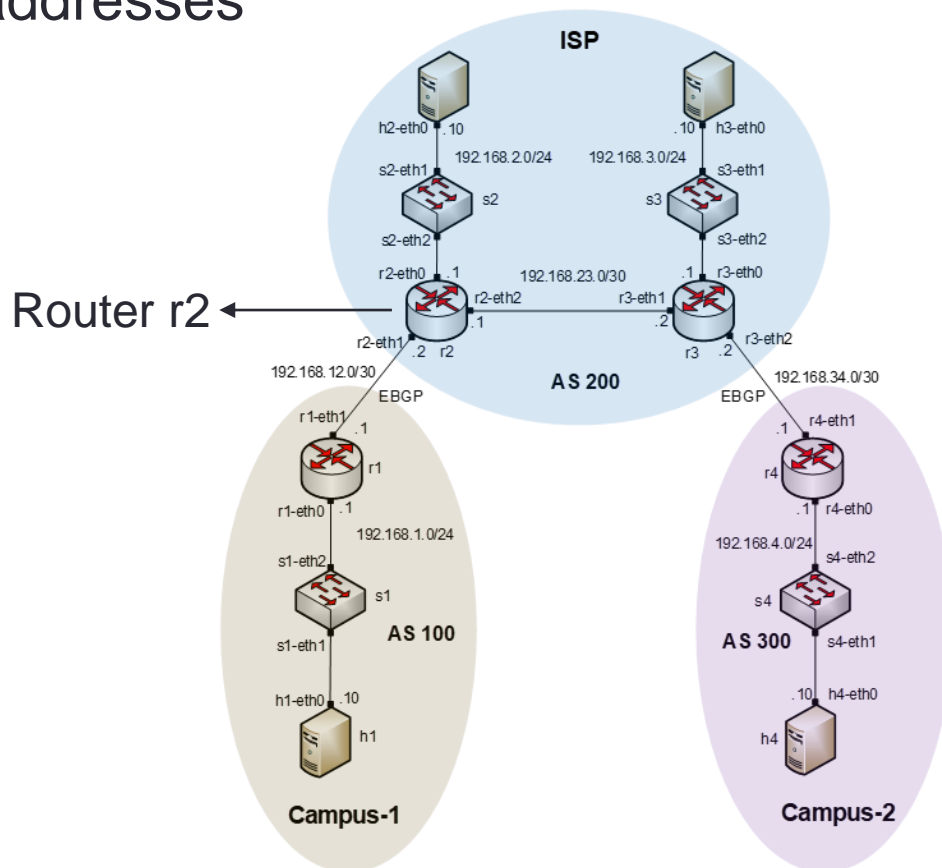 addresses
ISP
h2-eth0 .10
.10 h3-eth0
192.168.2.0/24
192.168.3.0/24
s2-eth1
s3-eth1
s2
s3
s2-eth2
s3-eth2
r2-eth0 .1
192.168.23.0/30
.1 r3-eth0
Router r2
r2-eth2
r3-eth1
.1
.2
r2-eth1
r3-eth2
.2 r2
r3 .2
192.168.12.0/30
AS 200
192.168.34.0/30
EBGP
EBGP
r1-eth1
.1
r4-eth1
.1
r1
r4
r1-eth0 .1
.1 r4-eth0
192.168.1.0/24
192.168.4.0/24
s1-eth2
s4-eth2
s1
s4
AS 100
AS 300
s1-eth1
s4-eth1
h1-eth0 .10
.10 h4-eth0
h1
h4
Campus-1
Campus-2